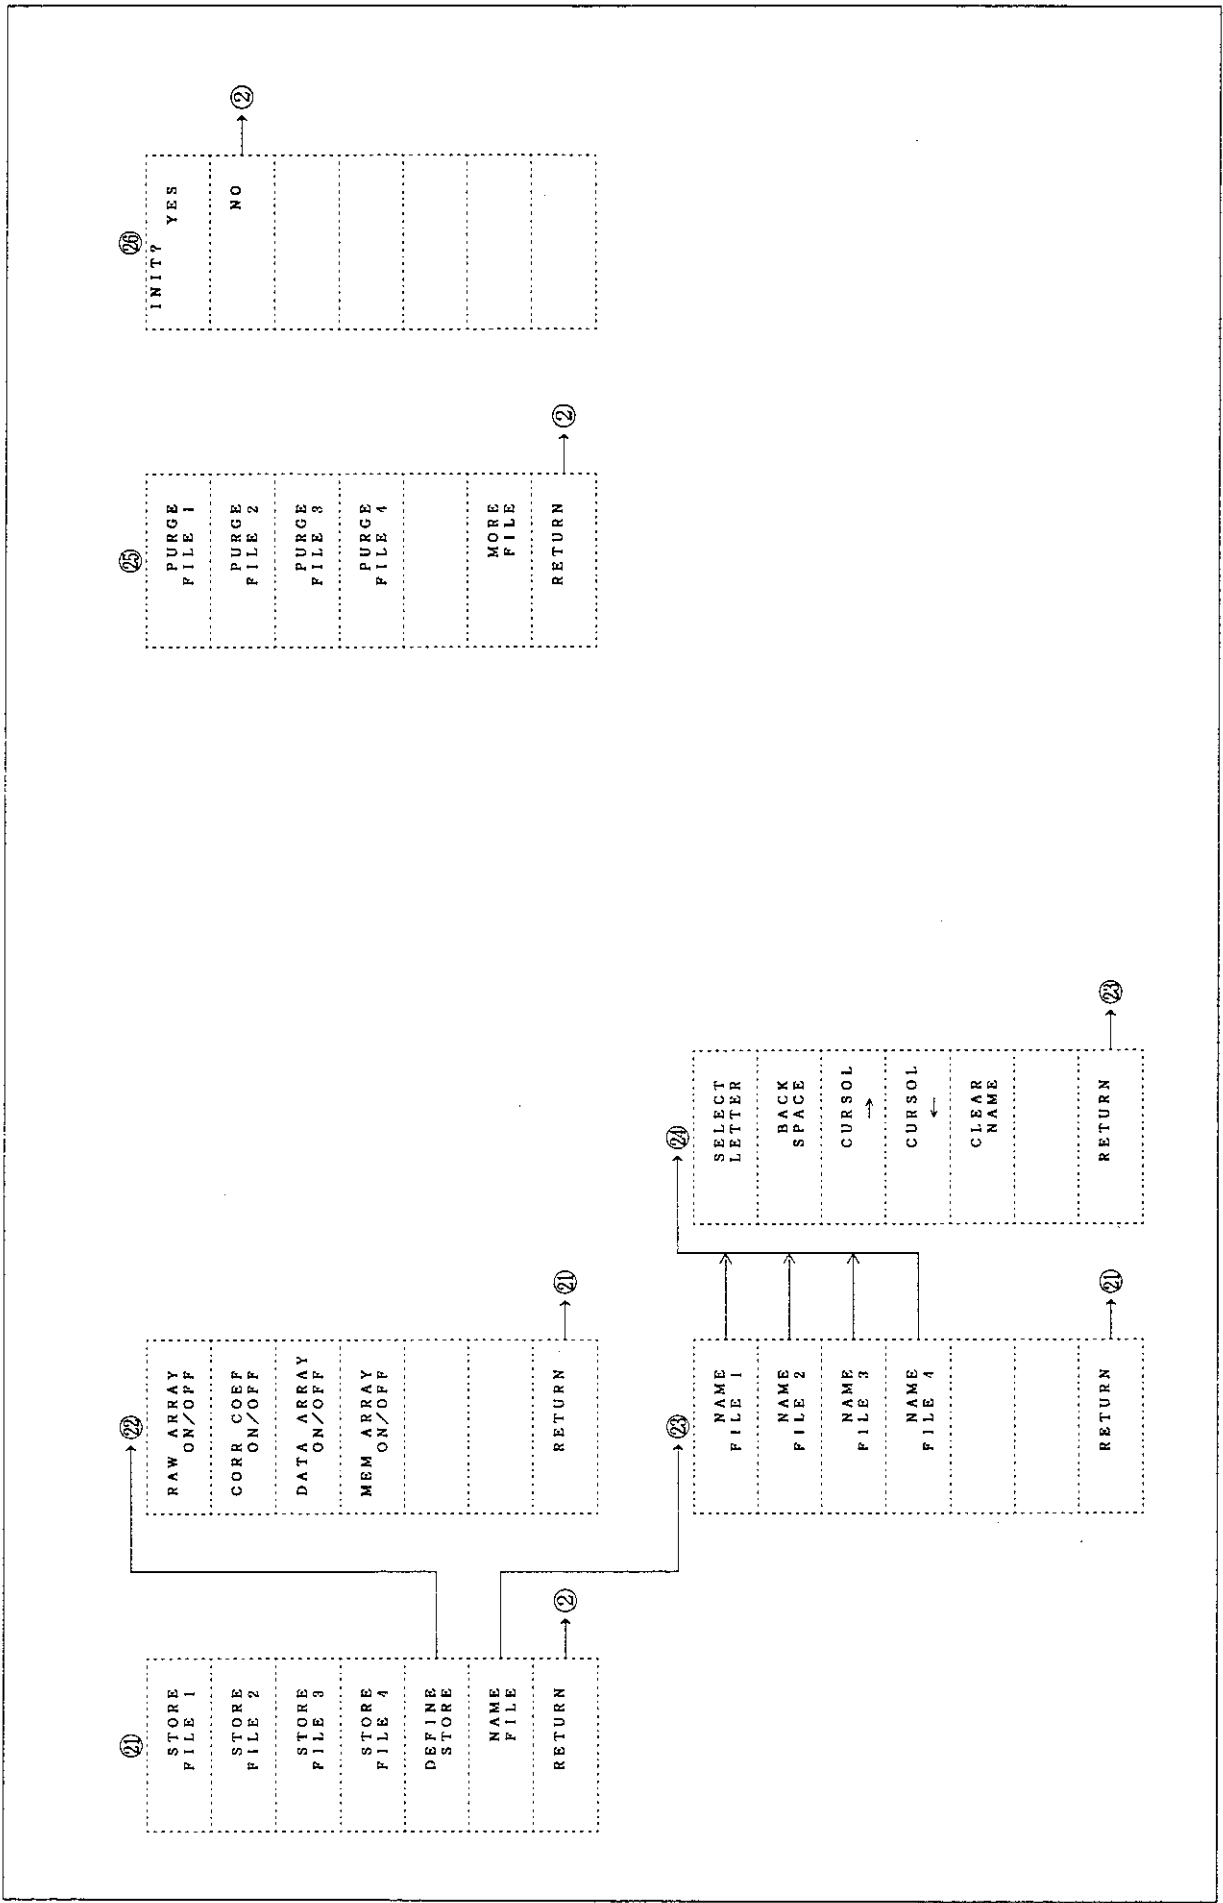 ㉑
STORE
FILE 1
STORE
FILE 2
STORE
FILE 3
STORE
FILE 4
DEFINE
STORE
NAME
FILE
RETURN
②
㉒
RAW ARRAY
ON/OFF
CORR COEF
ON/OFF
DATA ARRAY
ON/OFF
MEM ARRAY
ON/OFF
RETURN
㉑
㉓
NAME
FILE 1
NAME
FILE 2
NAME
FILE 3
NAME
FILE 4
RETURN
㉑
㉔
SELECT
LETTER
BACK
SPACE
CURSOL
→
CURSOL
←
CLEAR
NAME
RETURN
㉓
㉕
PURGE
FILE 1
PURGE
FILE 2
PURGE
FILE 3
PURGE
FILE 4
MORE
FILE
RETURN
②
㉖
INIT?
YES
NO
②